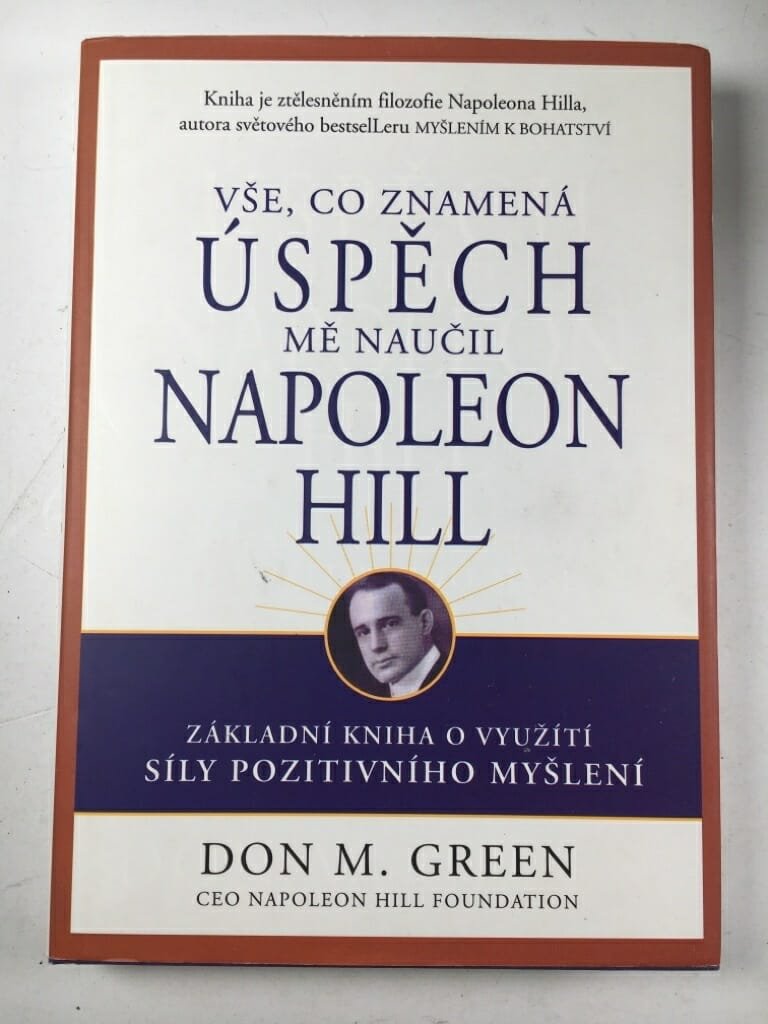 Kniha je ztělesněním filozofie Napoleona Hilla,
autora světového bestselLeru MYŠLENÍM K BOHATSTVÍ
VŠE, CO ZNAMENÁ
ÚSPĚCH
MĚ NAUČIL
NAPOLEON
HILL
ZÁKLADNÍ KNIHA O VYUŽÍTÍ
SÍLY POZITIVNÍHO MYŠLENÍ
DON M. GREEN
CEO NAPOLEON HILL FOUNDATION